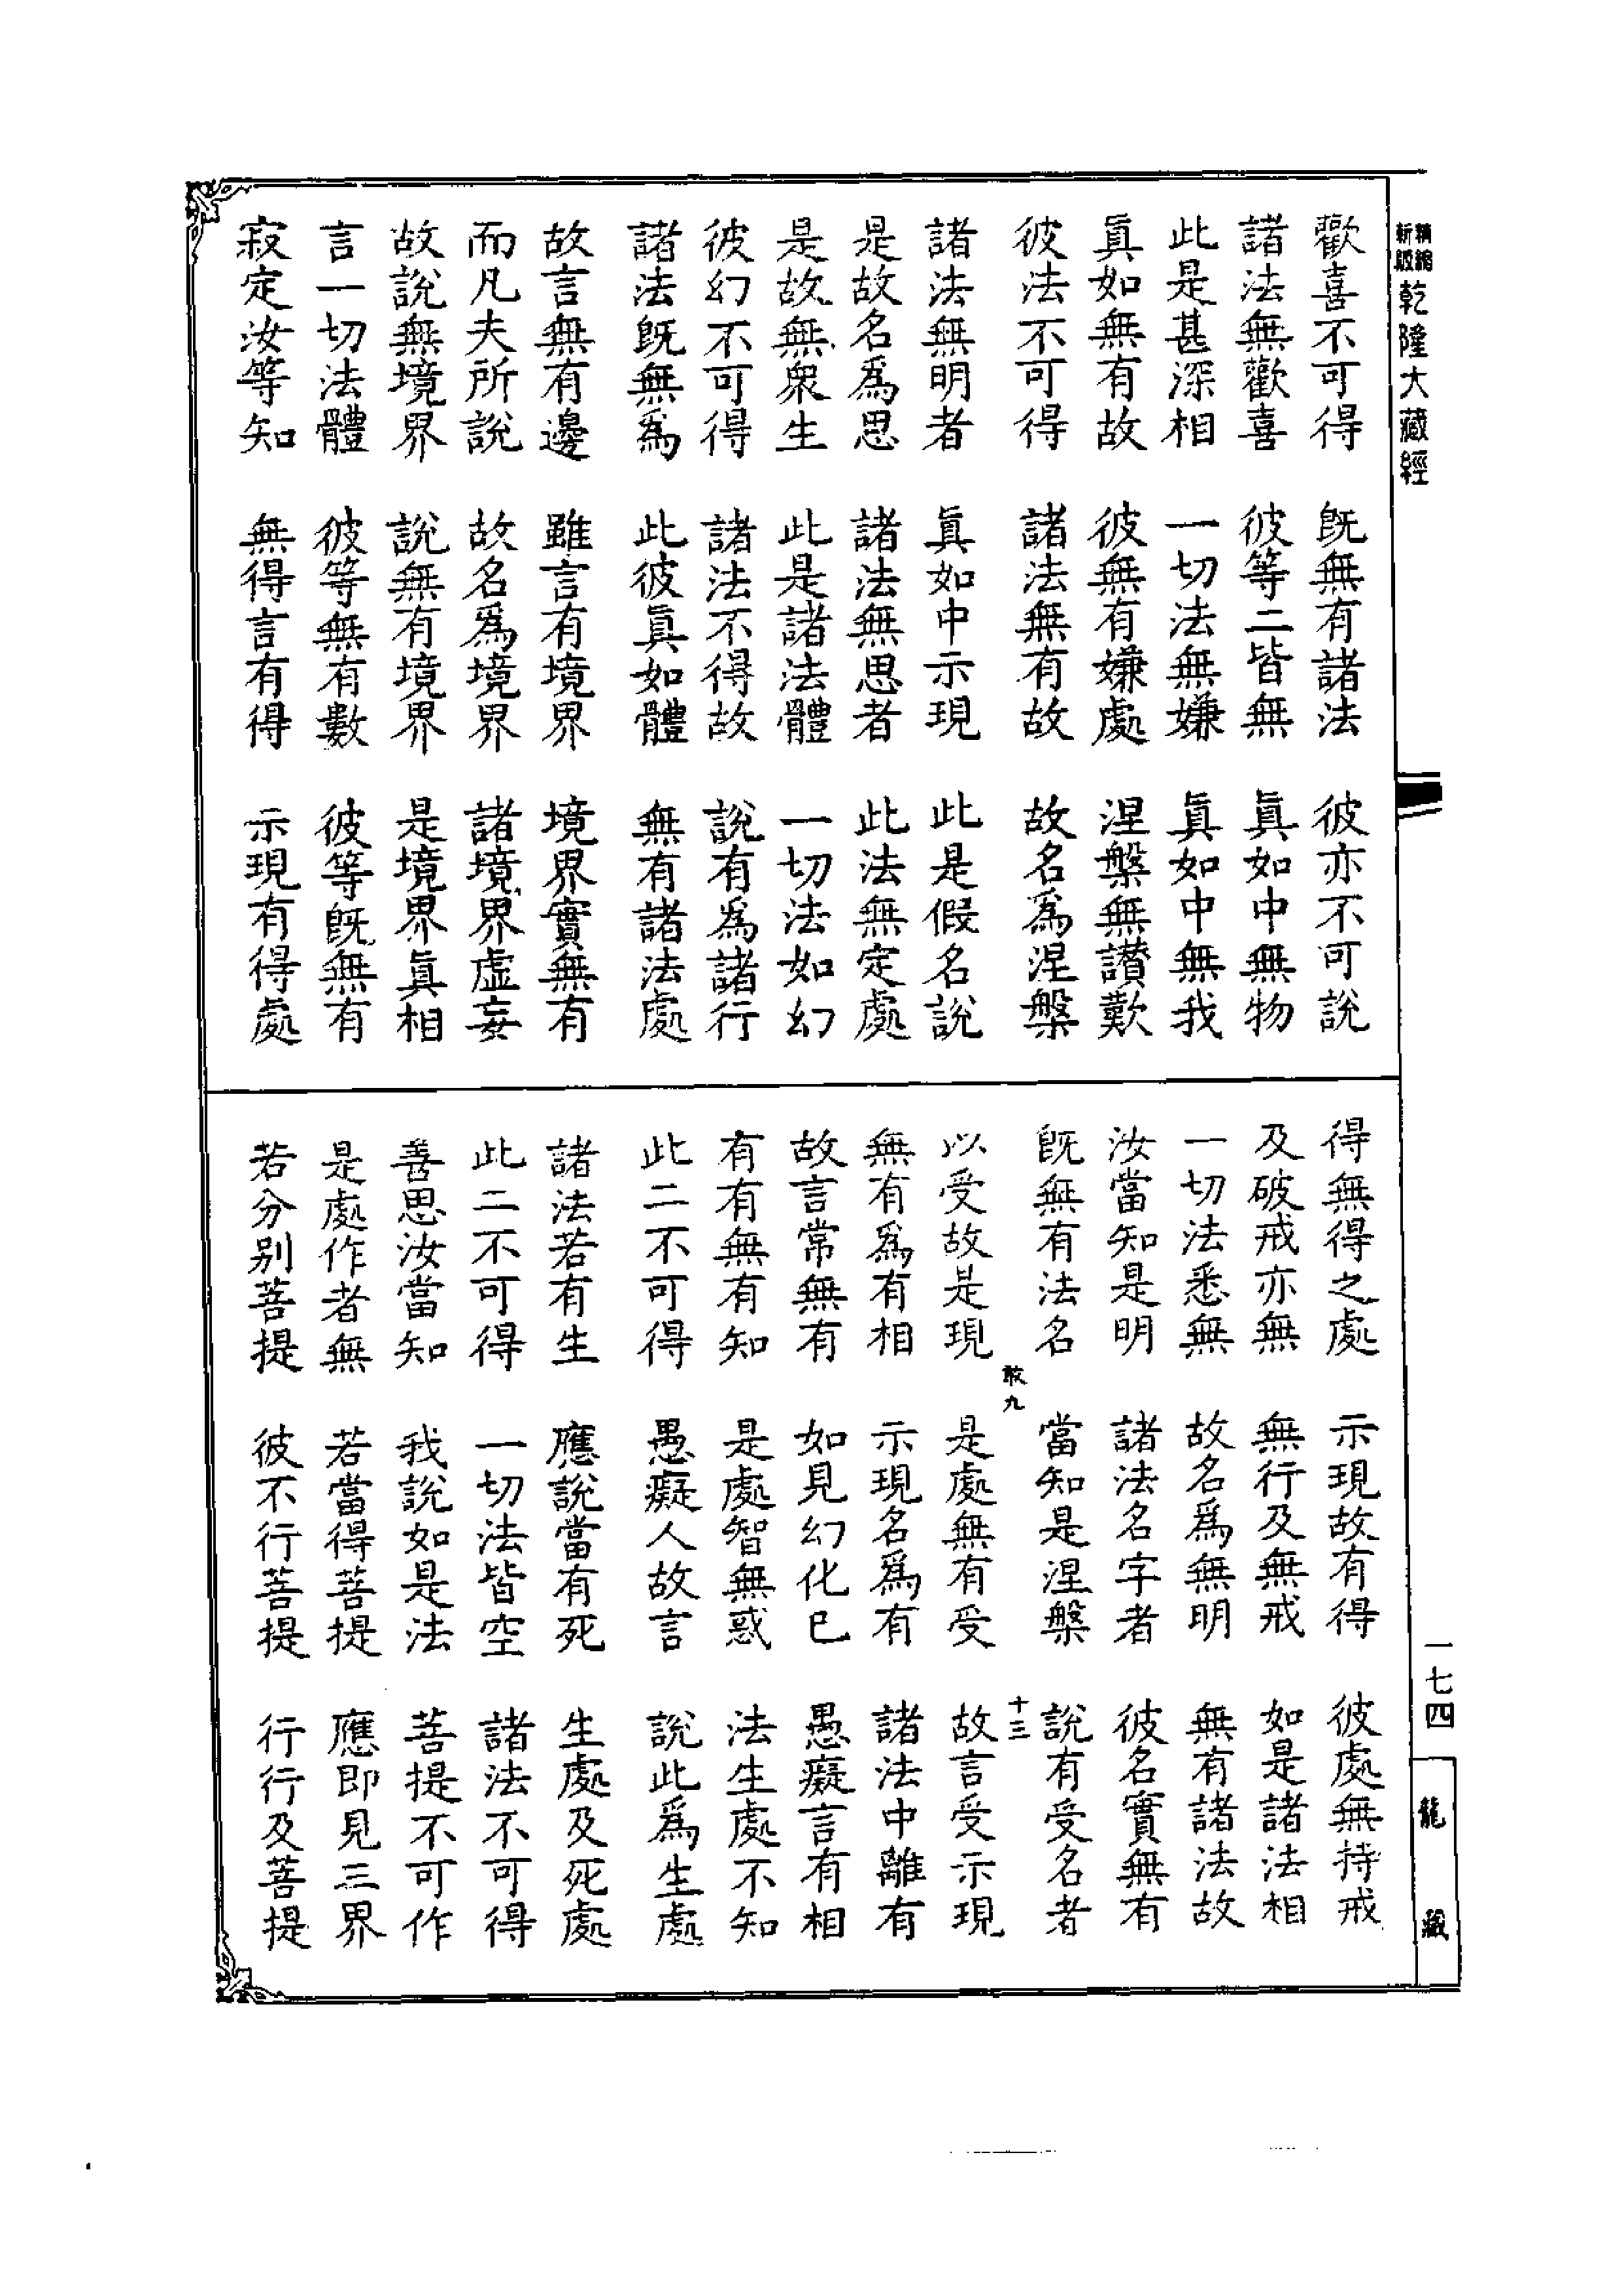 新版精縮乾隆大藏經
歡喜不可得　既無有諸法　彼亦不可說
諸法無歡喜　彼等二皆無　眞如中無物
此是甚深相　一切法無嫌　眞如中無我
眞如無有故　彼無有嫌處　涅槃無讚歎
彼法不可得　諸法無有故　故名爲涅槃
諸法無明者　眞如中示現　此是假名說
是故名爲思　諸法無思者　此法無定處
是故無衆生　此是諸法體　一切法如幻
彼幻不可得　諸法不得故　說有爲諸行
諸法既無爲　此彼眞如體　無有諸法處
故言無有邊　雖言有境界　境界實無有
而凡夫所說　故名爲境界　諸境界虛妄
故說無境界　說無有境界　是境界眞相
言一切法體　彼等無有數　彼等既無有
寂定汝等知　無得言有得　示現有得處
得無得之處　示現故有得　彼處無持戒
及破戒亦無　無行及無戒　如是諸法相
一切法悉無　故名爲無明　無有諸法故
汝當知是明　諸法名字者　彼名實無有
既無有法名　當知是涅槃　說有受名者
敢九　十三
以受故是現　是處無有受　故言受示現
無有爲有相　示現名爲有　諸法中離有
故言常無有　如見幻化已　愚癡言有相
有有無有知　是處智無惑　法生處不知
此二不可得　愚癡人故言　說此爲生處
諸法若有生　應說當有死　生處及死處
此二不可得　一切法皆空　諸法不可得
善思汝當知　我說如是法　菩提不可作
是處作者無　若當得菩提　應即見三界
若分別菩提　彼不行菩提　行行及菩提
一七四
龍藏